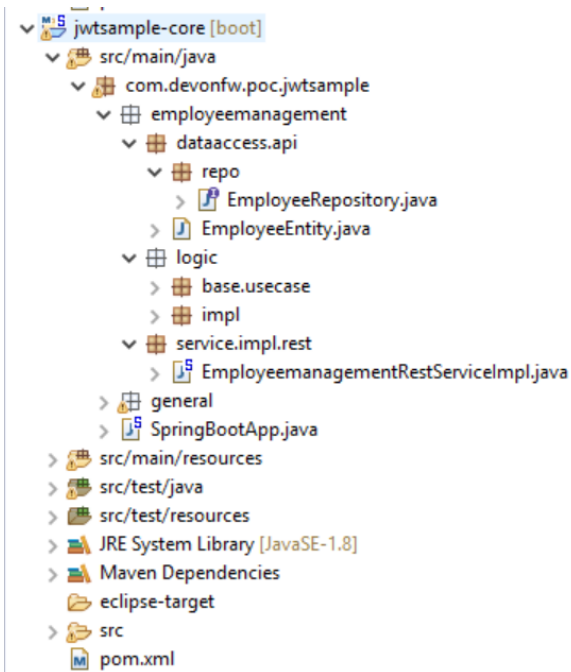 jwtsample-core [boot]
src/main/java
com.devonfw.poc.jwtsample
employeemanagement
dataaccess.api
repo
EmployeeRepository.java
EmployeeEntity.java
logic
base.usecase
impl
service.impl.rest
EmployeemanagementRestServiceImpl.java
general
SpringBootApp.java
src/main/resources
src/test/java
src/test/resources
JRE System Library [JavaSE-1.8]
Maven Dependencies
eclipse-target
src
pom.xml